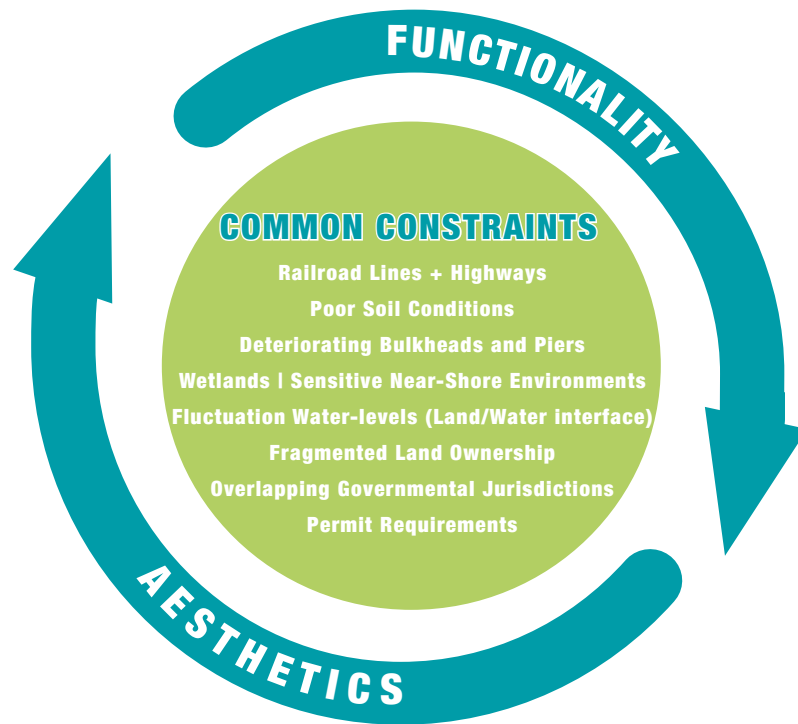 FUNCTIONALITY
COMMON CONSTRAINTS
Railroad Lines + Highways
Poor Soil Conditions
Deteriorating Bulkheads and Piers
Wetlands | Sensitive Near-Shore Environments
Fluctuation Water-levels (Land/Water interface)
Fragmented Land Ownership
Overlapping Governmental Jurisdictions
Permit Requirements
AESTHETICS